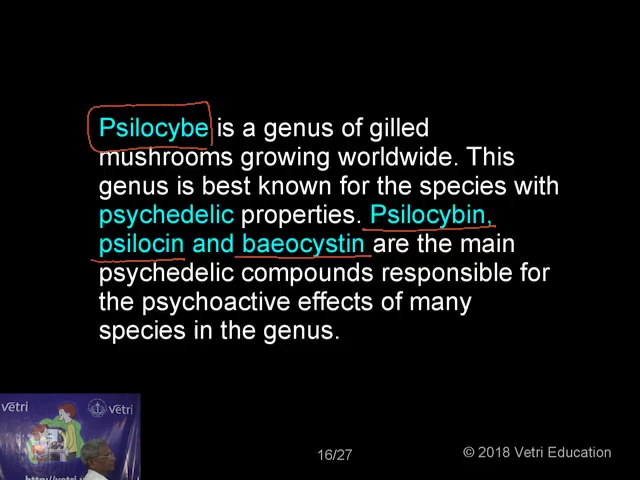 Psilocybe is a genus of gilled
mushrooms growing worldwide. This
genus is best known for the species with
psychedelic properties. Psilocybin,
psilocin and baeocystin are the main
psychedelic compounds responsible for
the psychoactive effects of many
species in the genus.
vetri vetri
http://vetri.
16/27
© 2018 Vetri Education